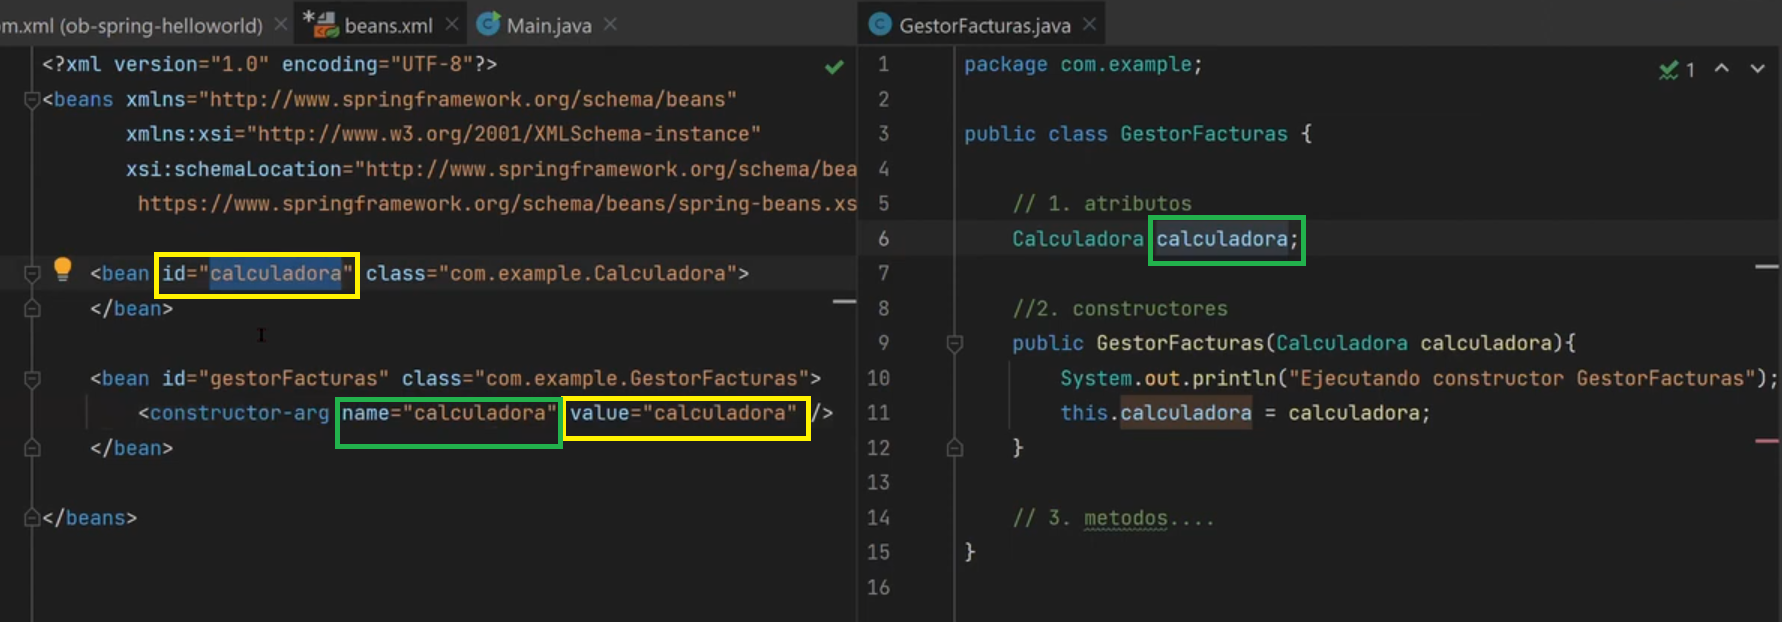 m.xml (ob-spring-helloworld)
beans.xml
Main.java
<?xml version="1.0" encoding="UTF-8"?>
<beans xmlns="http://www.springframework.org/schema/beans"
xmlns:xsi="http://www.w3.org/2001/XMLSchema-instance"
xsi:schemaLocation="http://www.springframework.org/schema/bea
https://www.springframework.org/schema/beans/spring-beans.xs
<bean id="calculadora" class="com.example.Calculadora">
</bean>
<bean id="gestorFacturas" class="com.example.GestorFacturas">
<constructor-arg name="calculadora" value="calculadora" />
</bean>
</beans>
GestorFacturas.java
1 package com.example;
1
2
3 public class GestorFacturas {
4
5 // 1. atributos
6 Calculadora calculadora;
7
8 //2. constructores
9 public GestorFacturas(Calculadora calculadora){
10 System.out.println("Ejecutando constructor GestorFacturas");
11 this.calculadora = calculadora;
12 }
13
14 // 3. metodos....
15 }
16